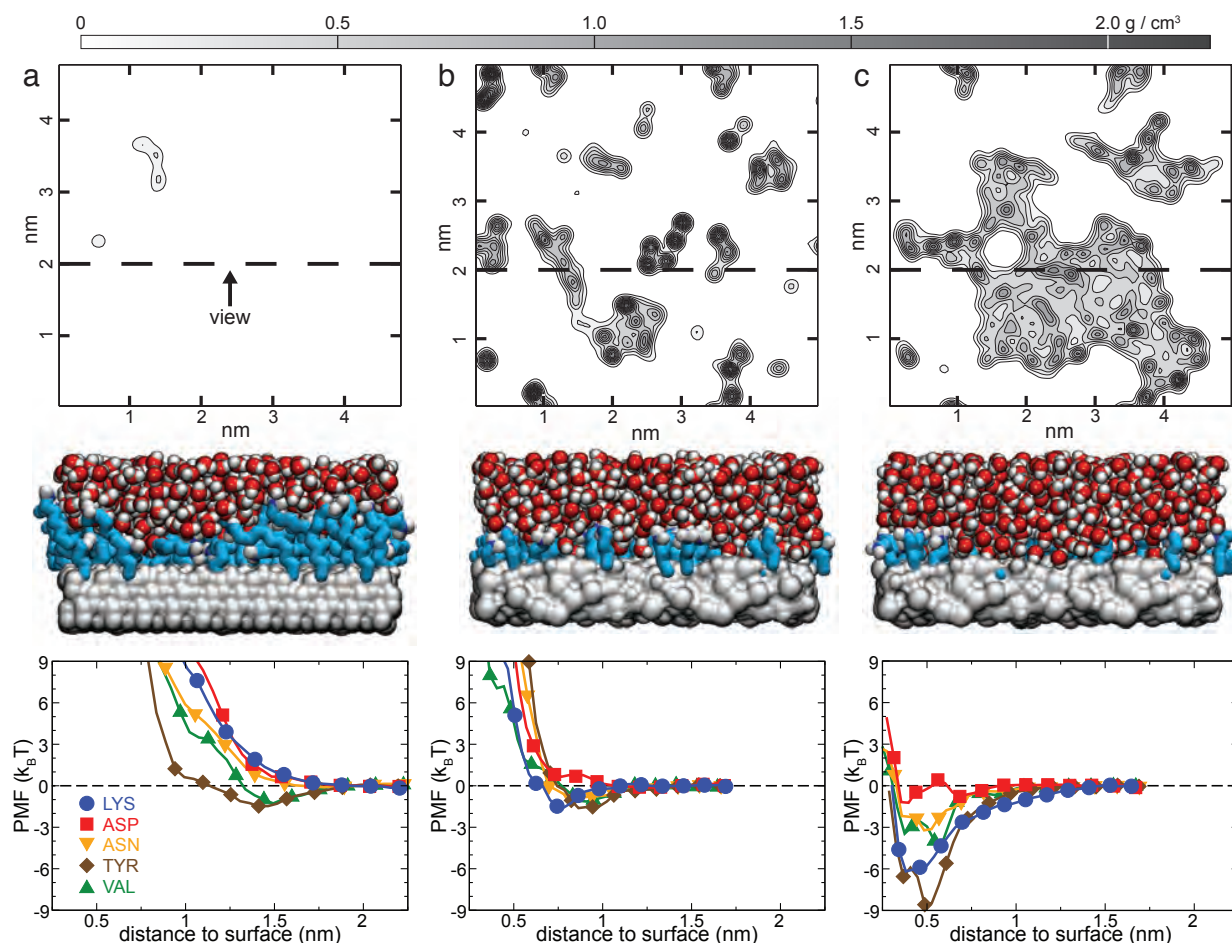 0 0.5 1.0 1.5 2.0 g / cm³
a b c
nm
4
3
2
1
view
1 2 3 4
nm
nm
4
3
2
1
1 2 3 4
nm
nm
4
3
2
1
1 2 3 4
nm
PMF (kBT)
9
6
3
0
-3
-6
-9
LYS
ASP
ASN
TYR
VAL
0.5 1 1.5 2
distance to surface (nm)
PMF (kBT)
9
6
3
0
-3
-6
-9
0.5 1 1.5 2
distance to surface (nm)
PMF (kBT)
9
6
3
0
-3
-6
-9
0.5 1 1.5 2
distance to surface (nm)